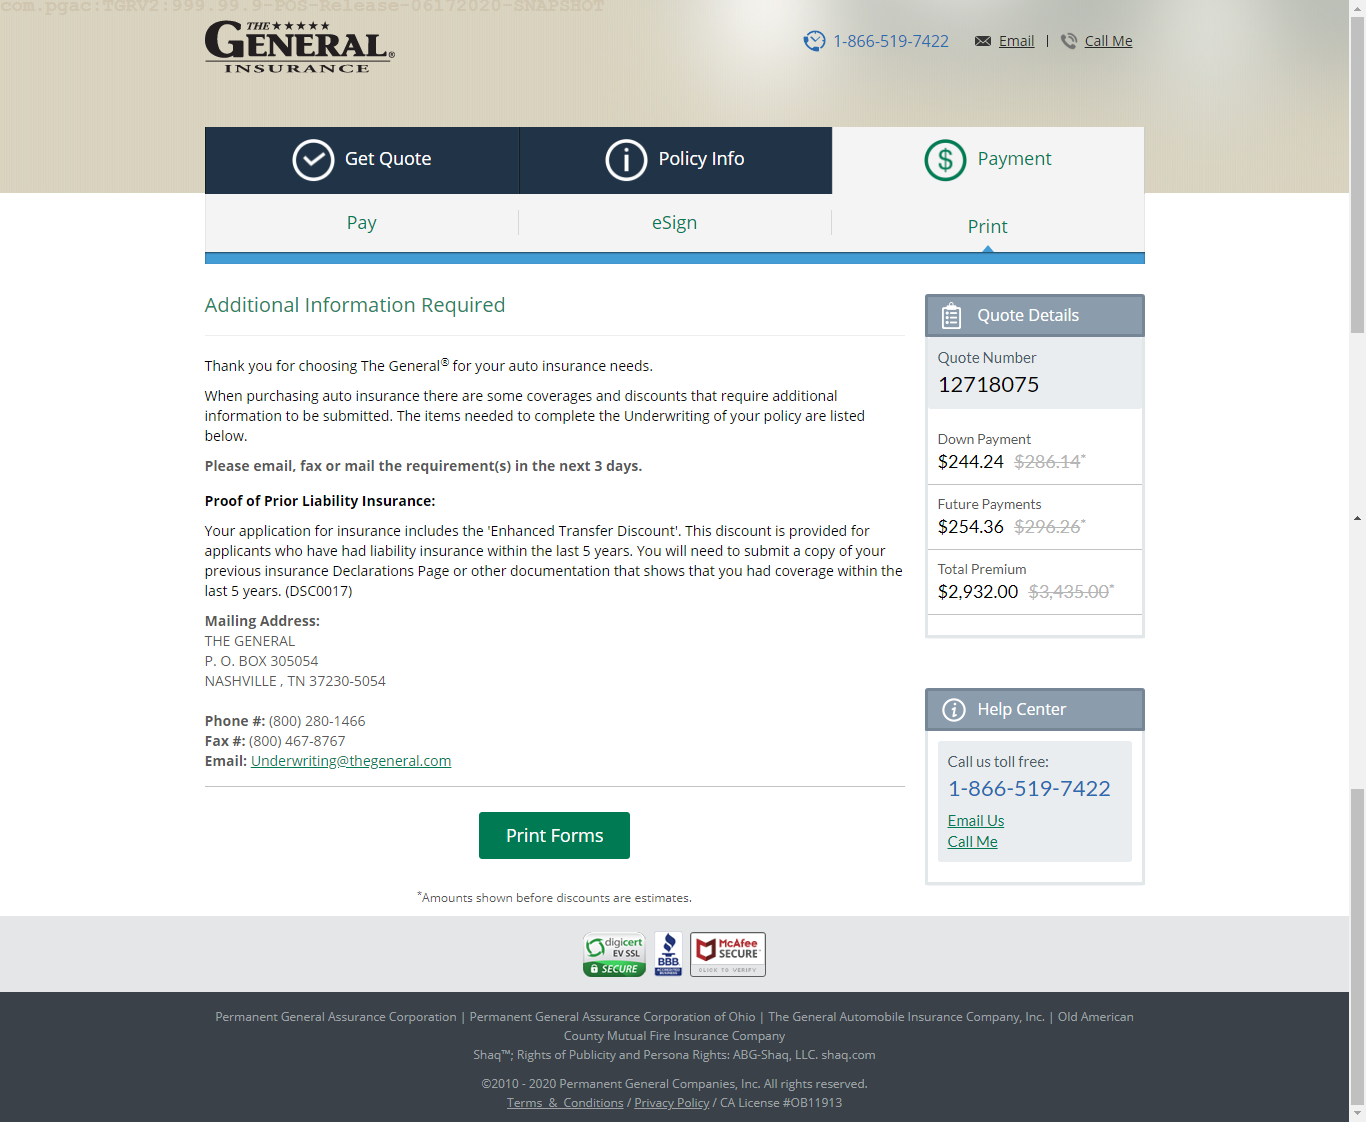 com.pgac:TGRV2:999.99.9-POS-Release-06172020-SNAPSHOT
THE ★★★★★
GENERAL®
INSURANCE
1-866-519-7422 Email | Call Me
Get Quote Policy Info Payment
Pay eSign Print
Additional Information Required
Thank you for choosing The General® for your auto insurance needs.
When purchasing auto insurance there are some coverages and discounts that require additional
information to be submitted. The items needed to complete the Underwriting of your policy are listed
below.
Please email, fax or mail the requirement(s) in the next 3 days.
Proof of Prior Liability Insurance:
Your application for insurance includes the 'Enhanced Transfer Discount'. This discount is provided for
applicants who have had liability insurance within the last 5 years. You will need to submit a copy of your
previous insurance Declarations Page or other documentation that shows that you had coverage within the
last 5 years. (DSC0017)
Mailing Address:
THE GENERAL
P. O. BOX 305054
NASHVILLE , TN 37230-5054
Phone #: (800) 280-1466
Fax #: (800) 467-8767
Email: Underwriting@thegeneral.com
Print Forms
*Amounts shown before discounts are estimates.
Quote Details
Quote Number
12718075
Down Payment
$244.24 $286.14*
Future Payments
$254.36 $296.26*
Total Premium
$2,932.00 $3,435.00*
Help Center
Call us toll free:
1-866-519-7422
Email Us
Call Me
digicert
EV SSL
SECURE
BBB
ACCREDITED
BUSINESS
McAfee
SECURE™
CLICK TO VERIFY
Permanent General Assurance Corporation | Permanent General Assurance Corporation of Ohio | The General Automobile Insurance Company, Inc. | Old American
County Mutual Fire Insurance Company
Shaq™; Rights of Publicity and Persona Rights: ABG-Shaq, LLC. shaq.com
©2010 - 2020 Permanent General Companies, Inc. All rights reserved.
Terms & Conditions / Privacy Policy / CA License #OB11913